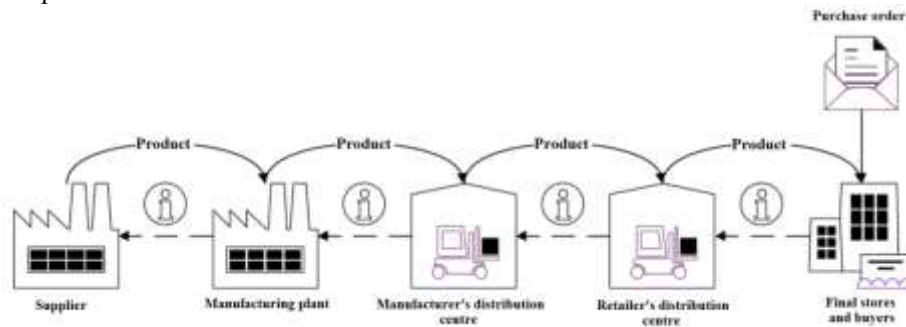 Purchase order
Product
Product
Product
Product
Supplier
Manufacturing plant
Manufacturer's distribution
centre
Retailer's distribution
centre
Final stores
and buyers